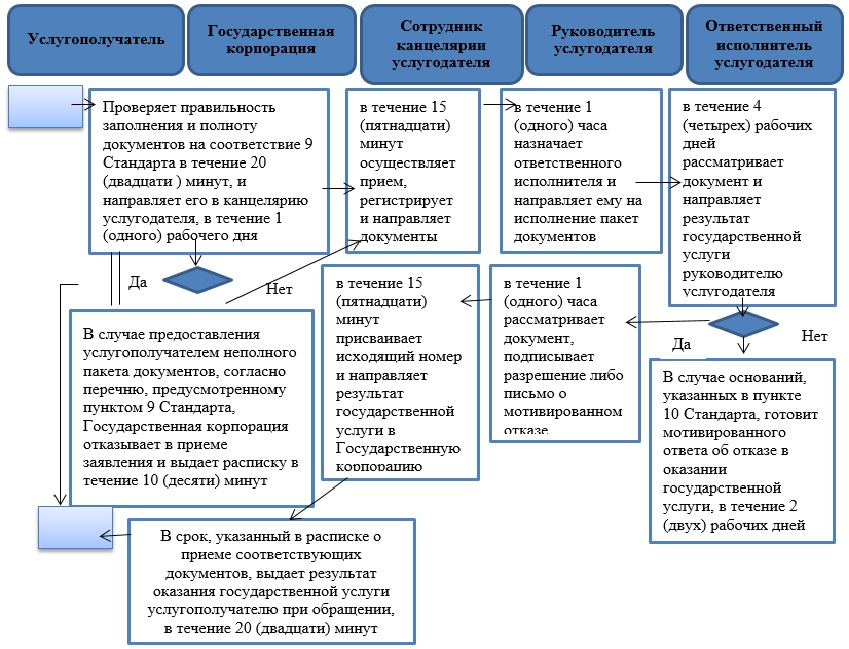 Услугополучатель
Государственная
корпорация
Сотрудник
канцелярии
услугодателя
Руководитель
услугодателя
Ответственный
исполнитель
услугодателя
Проверяет правильность
заполнения и полноту
документов на соответствие 9
Стандарта в течение 20
(двадцати ) минут, и
направляет его в канцелярию
услугодателя, в течение 1
(одного) рабочего дня
в течение 15
(пятнадцати)
минут
осуществляет
прием,
регистрирует
и направляет
документы
в течение 1
(одного) часа
назначает
ответственного
исполнителя и
направляет ему на
исполнение пакет
документов
в течение 4
(четырех) рабочих
дней
рассматривает
документ и
направляет
результат
государственной
услуги
руководителю
услугодателя
Да
Нет
В случае предоставления
услугополучателем неполного
пакета документов, согласно
перечню, предусмотренному
пунктом 9 Стандарта,
Государственная корпорация
отказывает в приеме
заявления и выдает расписку в
течение 10 (десяти) минут
в течение 15
(пятнадцати)
минут
присваивает
исходящий номер
и направляет
результат
государственной
услуги в
Государственную
корпорацию
в течение 1
(одного) часа
рассматривает
документ,
подписывает
разрешение либо
письмо о
мотивированном
отказе
Да
Нет
В случае оснований,
указанных в пункте
10 Стандарта, готовит
мотивированного
ответа об отказе в
оказании
государственной
услуги, в течение 2
(двух) рабочих дней
В срок, указанный в расписке о
приеме соответствующих
документов, выдает результат
оказания государственной услуги
услугополучателю при обращении,
в течение 20 (двадцати) минут